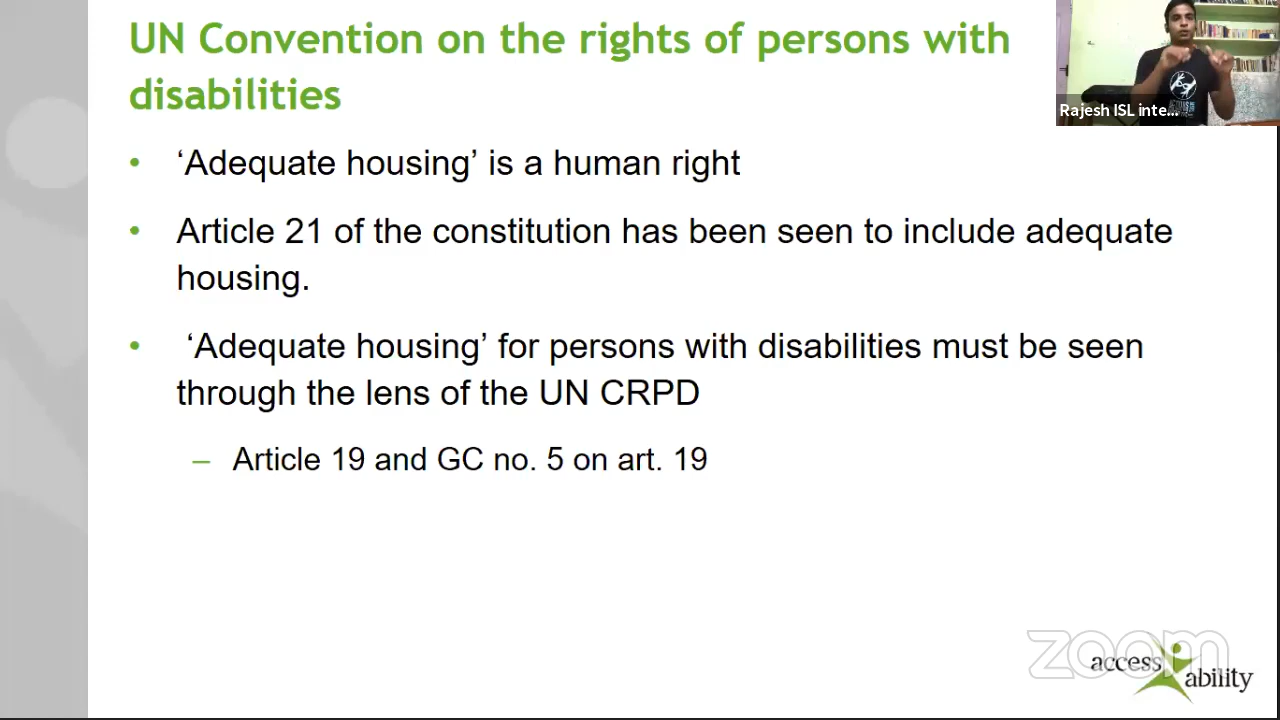 UN Convention on the rights of persons with
disabilities
Rajesh ISL inte...
• ‘Adequate housing’ is a human right
• Article 21 of the constitution has been seen to include adequate
housing.
• ‘Adequate housing’ for persons with disabilities must be seen
through the lens of the UN CRPD
– Article 19 and GC no. 5 on art. 19
zoom
access ability